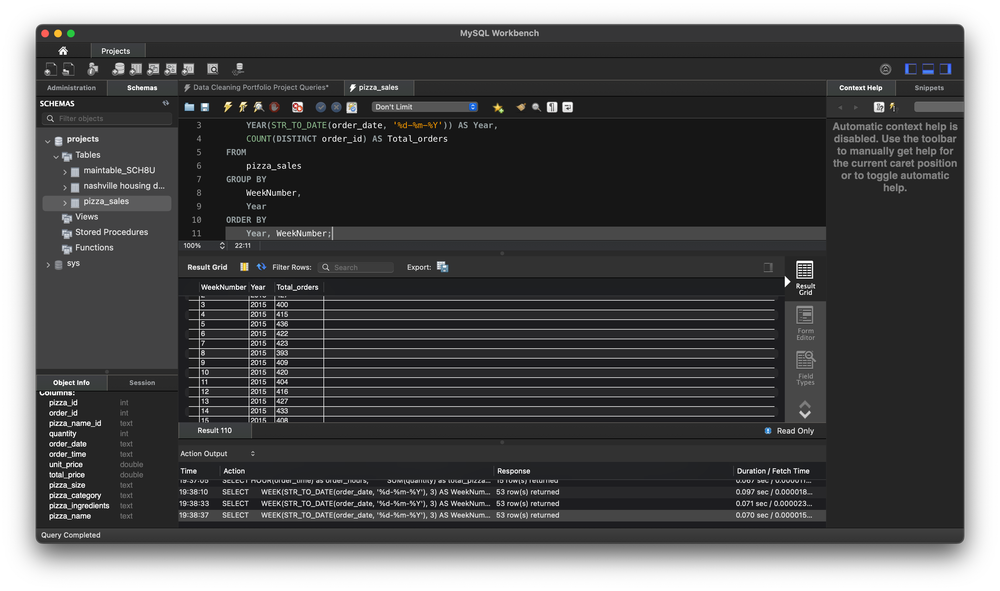 MySQL Workbench
Projects
Administration
Schemas
Data Cleaning Portfolio Project Queries*
pizza_sales
Context Help
Snippets
SCHEMAS
Filter objects
Don't Limit
projects
Tables
maintable_SCH8U
nashville housing d...
pizza_sales
Views
Stored Procedures
Functions
sys
3 YEAR(STR_TO_DATE(order_date, '%d-%m-%Y')) AS Year,
4 COUNT(DISTINCT order_id) AS Total_orders
5 FROM
6 pizza_sales
7 GROUP BY
8 WeekNumber,
9 Year
10 ORDER BY
11 Year, WeekNumber;
100% 22:11
Automatic context help is
disabled. Use the toolbar
to manually get help for
the current caret position
or to toggle automatic
help.
Result Grid Filter Rows: Search Export:
WeekNumber Year Total_orders
2 2015 427
3 2015 400
4 2015 415
5 2015 436
6 2015 422
7 2015 423
8 2015 393
9 2015 409
10 2015 420
11 2015 404
12 2015 416
13 2015 427
14 2015 433
15 2015 408
Result
Grid
Form
Editor
Field
Types
Result 110
Read Only
Object Info
Session
Columns:
pizza_id int
order_id int
pizza_name_id text
quantity int
order_date text
order_time text
unit_price double
total_price double
pizza_size text
pizza_category text
pizza_ingredients text
pizza_name text
Action Output
Time Action Response Duration / Fetch Time
19:37:05 SELECT HOUR(order_time) as order_hours, SUM(quantity) as total_pizza... 15 row(s) returned 0.067 sec / 0.000011...
19:38:10 SELECT WEEK(STR_TO_DATE(order_date, '%d-%m-%Y'), 3) AS WeekNum... 53 row(s) returned 0.097 sec / 0.000018...
19:38:33 SELECT WEEK(STR_TO_DATE(order_date, '%d-%m-%Y'), 3) AS WeekNum... 53 row(s) returned 0.071 sec / 0.000023...
19:38:37 SELECT WEEK(STR_TO_DATE(order_date, '%d-%m-%Y'), 3) AS WeekNum... 53 row(s) returned 0.070 sec / 0.000015...
Query Completed